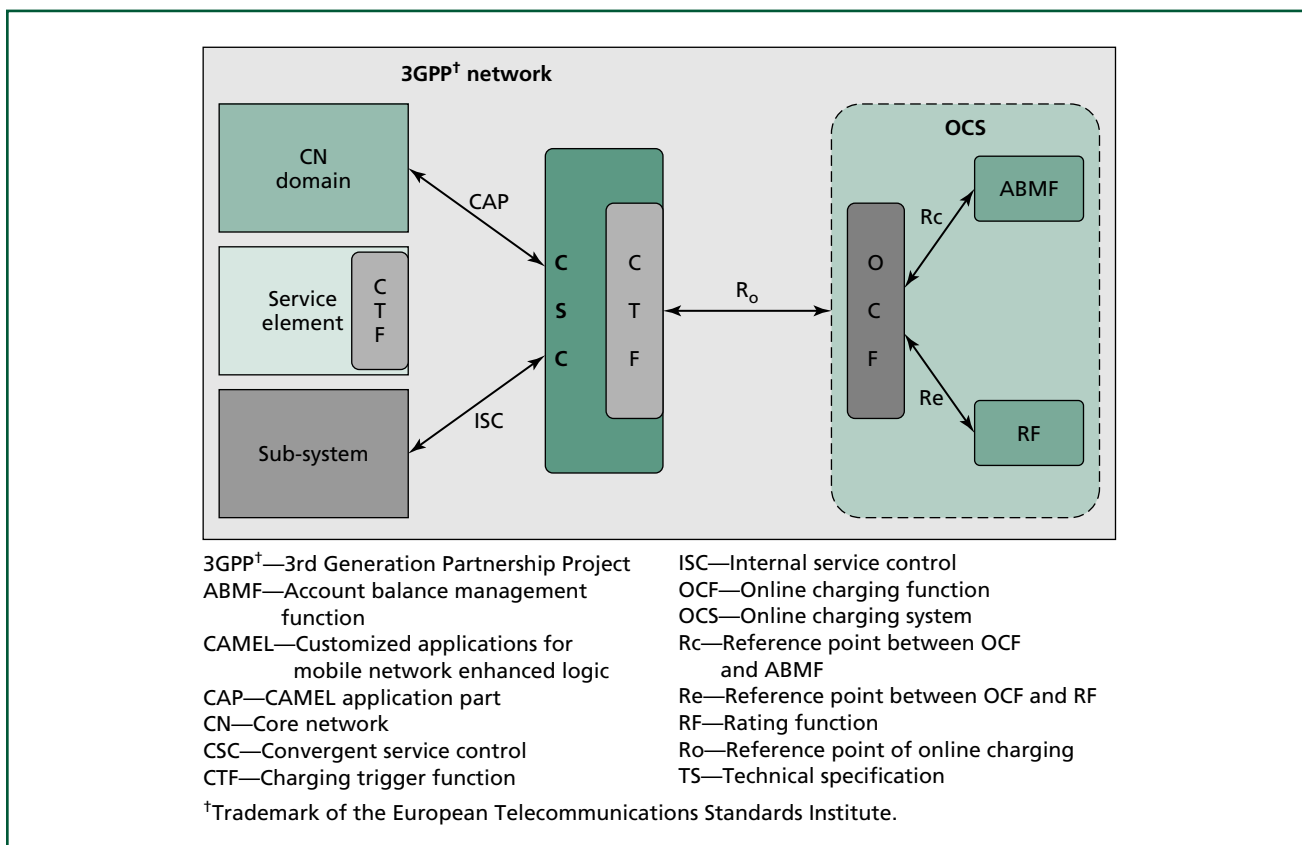 3GPP† network
CN
domain
Service
element
C
T
F
Sub-system
CAP
ISC
C
S
C
C
T
F
Ro
OCS
O
C
F
Rc
Re
ABMF
RF
3GPP†—3rd Generation Partnership Project
ABMF—Account balance management
function
CAMEL—Customized applications for
mobile network enhanced logic
CAP—CAMEL application part
CN—Core network
CSC—Convergent service control
CTF—Charging trigger function
ISC—Internal service control
OCF—Online charging function
OCS—Online charging system
Rc—Reference point between OCF
and ABMF
Re—Reference point between OCF and RF
RF—Rating function
Ro—Reference point of online charging
TS—Technical specification
†Trademark of the European Telecommunications Standards Institute.